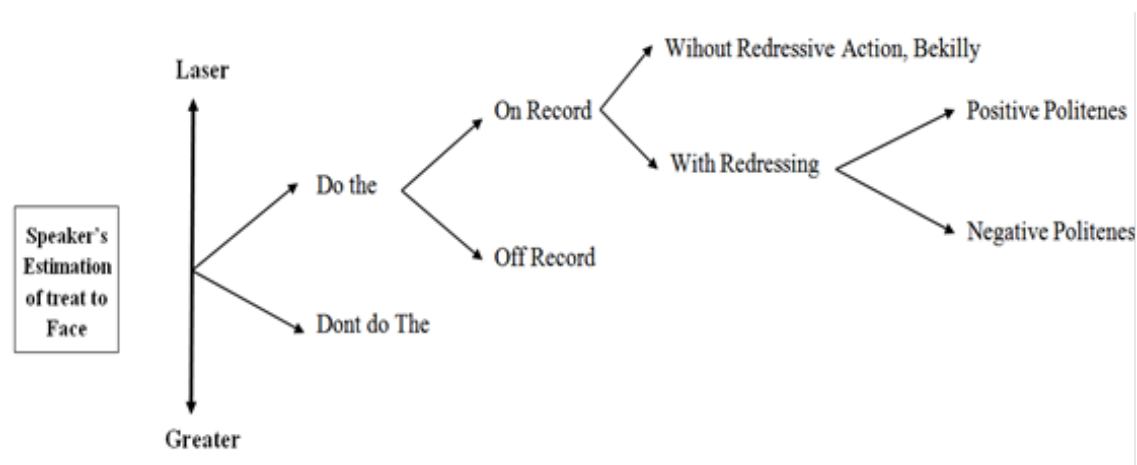 Laser
Wihout Redressive Action, Bekilly
On Record
Positive Politenes
With Redressing
Do the
Speaker's
Estimation
of treat to
Face
Negative Politenes
Off Record
Dont do The
Greater